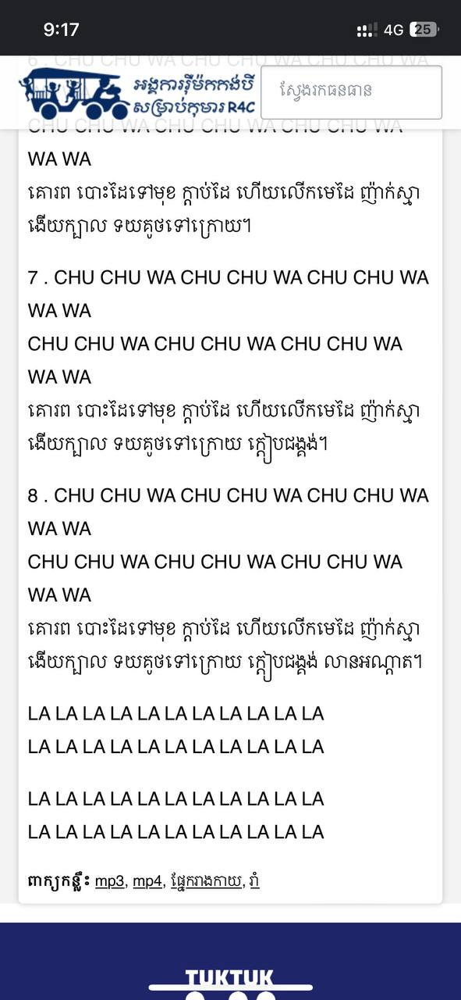 9:17
4G 25
6 . CHU CHU WA CHU CHU WA CHU CHU WA
អង្គការរ៉ឺម៉កកង់បី
សម្រាប់កុមារ R4C
ស្វែងរកធនធាន
CHU CHU WA CHU CHU WA CHU CHU WA
WA WA
គោរព បោះដៃទៅមុខ ក្ដាប់ដៃ ហើយលើកមេដៃ ញ៉ាក់ស្មា
ងើយក្បាល ទយគូថទៅក្រោយ។
7 . CHU CHU WA CHU CHU WA CHU CHU WA
WA WA
CHU CHU WA CHU CHU WA CHU CHU WA
WA WA
គោរព បោះដៃទៅមុខ ក្ដាប់ដៃ ហើយលើកមេដៃ ញ៉ាក់ស្មា
ងើយក្បាល ទយគូថទៅក្រោយ ក្ដៀបជង្គង់។
8 . CHU CHU WA CHU CHU WA CHU CHU WA
WA WA
CHU CHU WA CHU CHU WA CHU CHU WA
WA WA
គោរព បោះដៃទៅមុខ ក្ដាប់ដៃ ហើយលើកមេដៃ ញ៉ាក់ស្មា
ងើយក្បាល ទយគូថទៅក្រោយ ក្ដៀបជង្គង់ លានអណ្ដាត។
LA LA LA LA LA LA LA LA LA LA LA
LA LA LA LA LA LA LA LA LA LA LA
LA LA LA LA LA LA LA LA LA LA LA
LA LA LA LA LA LA LA LA LA LA LA
ពាក្យកន្លឹះ mp3, mp4, ផ្នែករាងកាយ, រាំ
TUKTUK